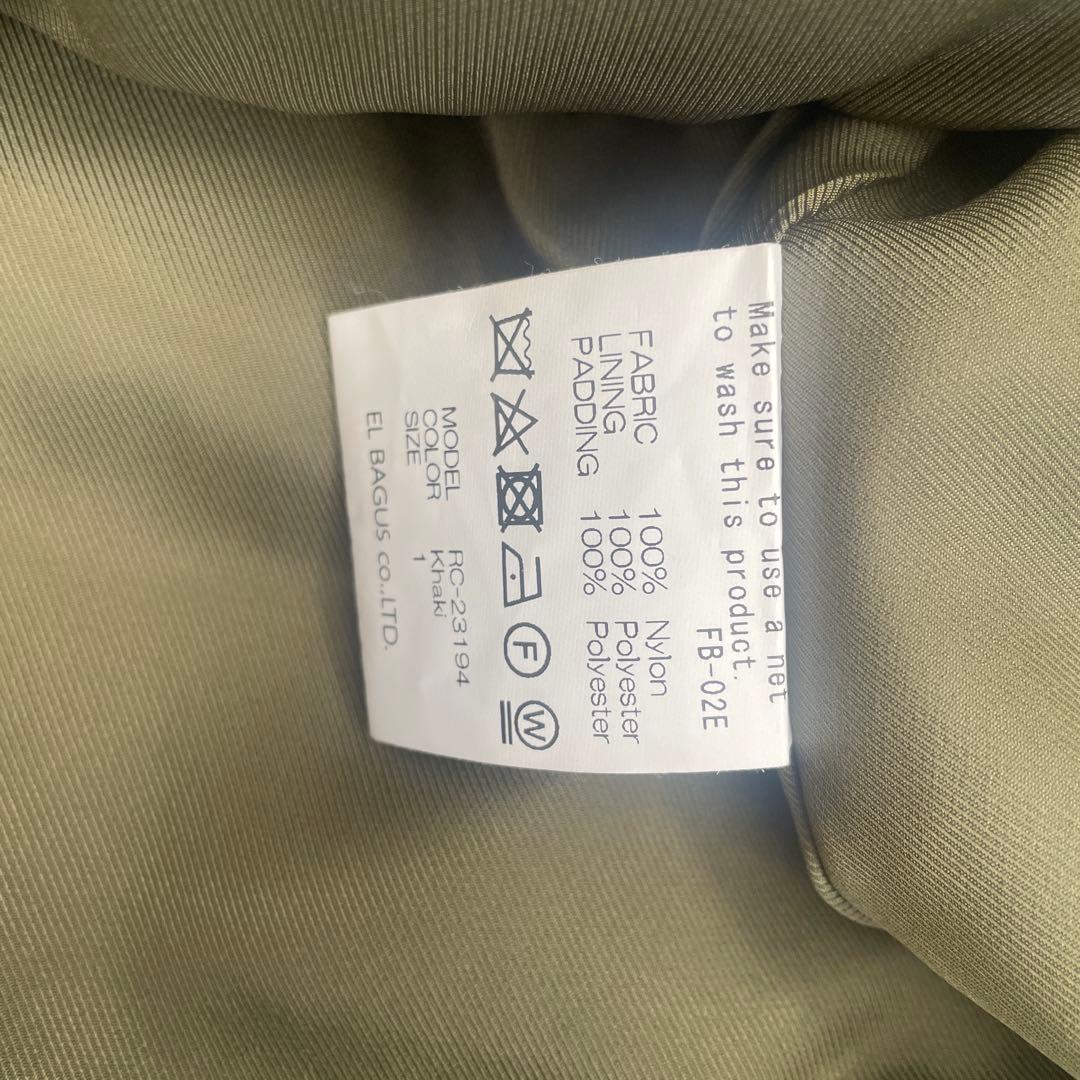 Make sure to use a net
to wash this product.
FB-02E
FABRIC 100% Nylon
LINING 100% Polyester
PADDING 100% Polyester
F W
MODEL RC-23194
COLOR Khaki
SIZE 1
EL BAGUS co.,LTD.